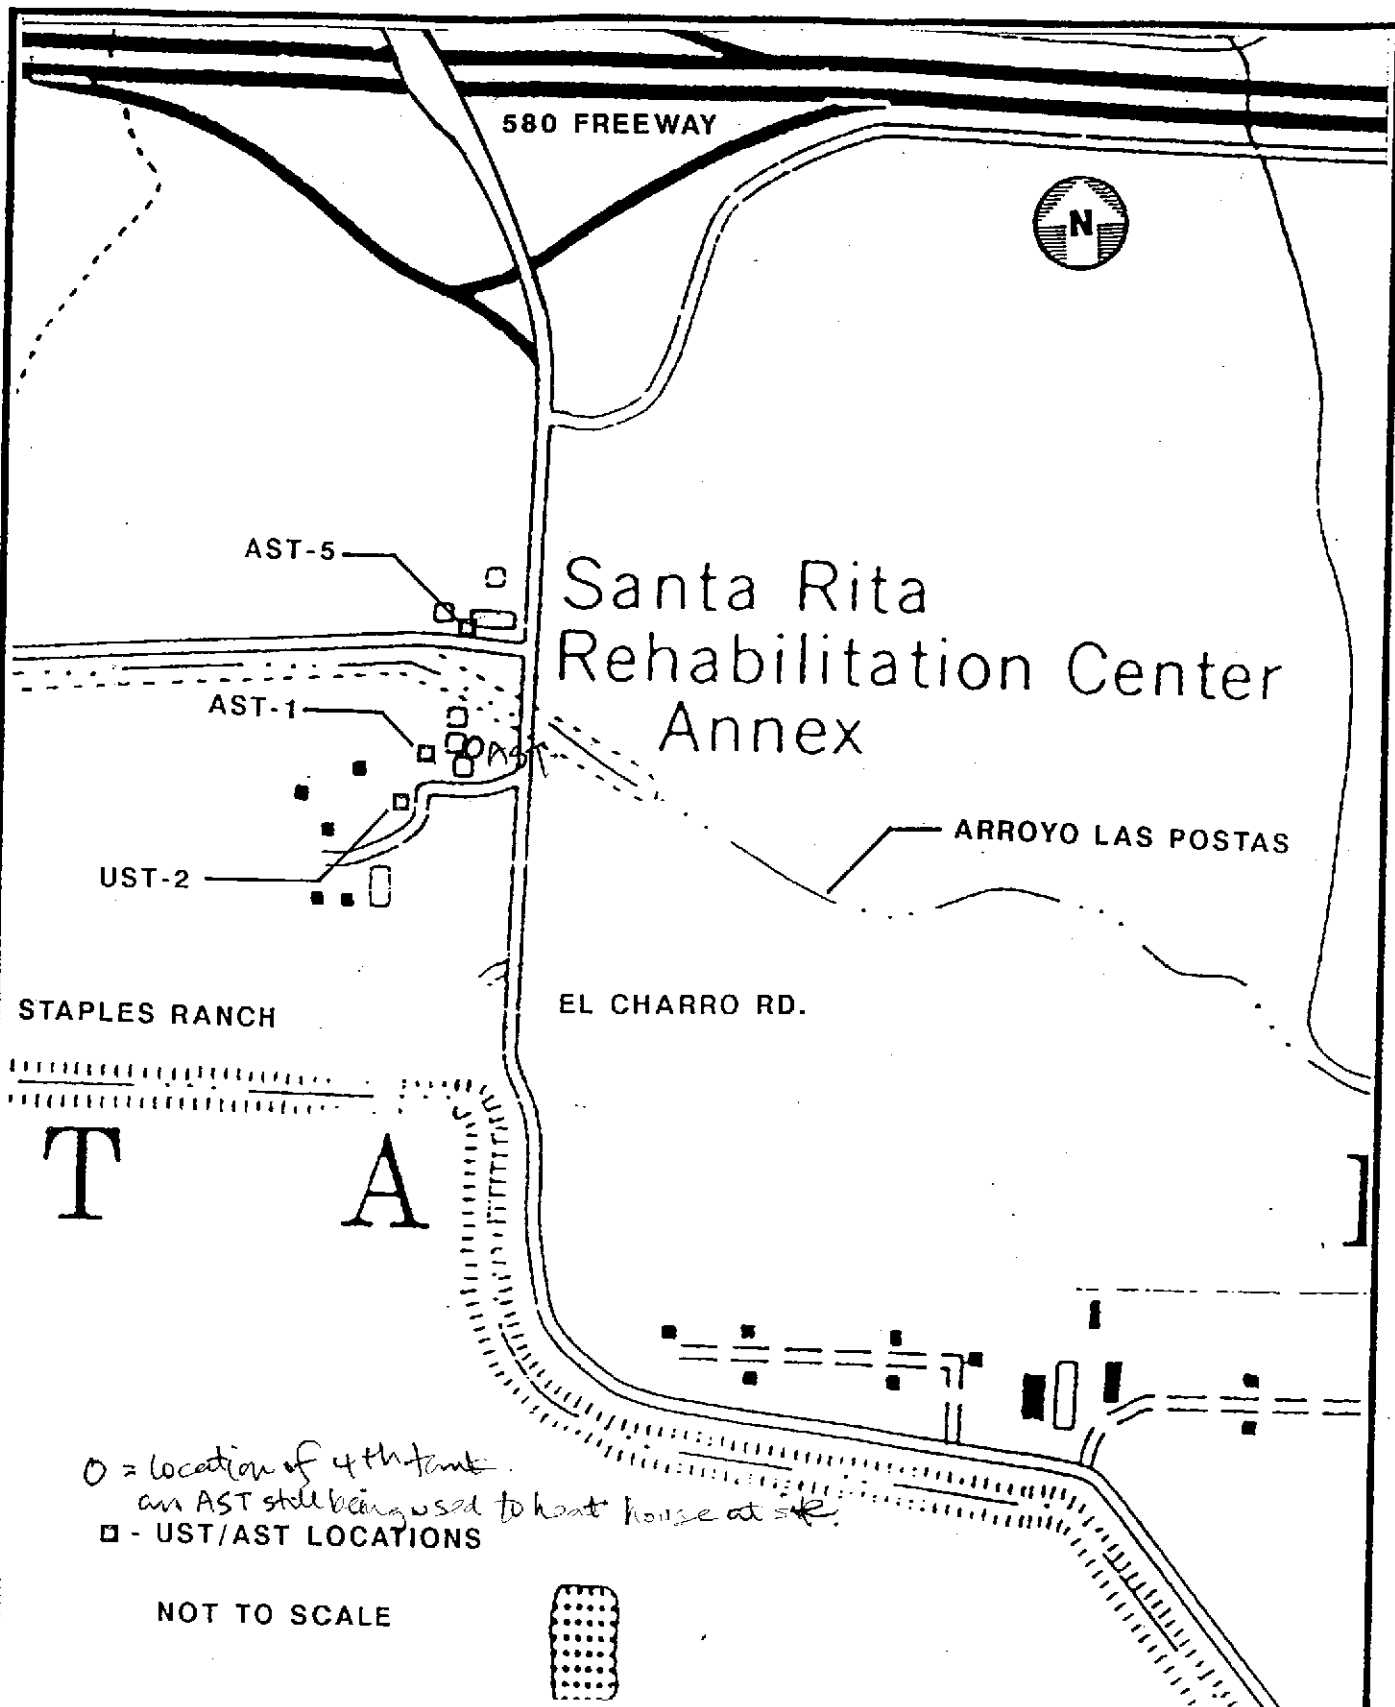 580 FREEWAY
N
AST-5
Santa Rita
Rehabilitation Center
Annex
AST-1
AST
ARROYO LAS POSTAS
UST-2
STAPLES RANCH
EL CHARRO RD.
T A I
O = location of 4th tank.
an AST still being used to heat house at site.
- UST/AST LOCATIONS
NOT TO SCALE